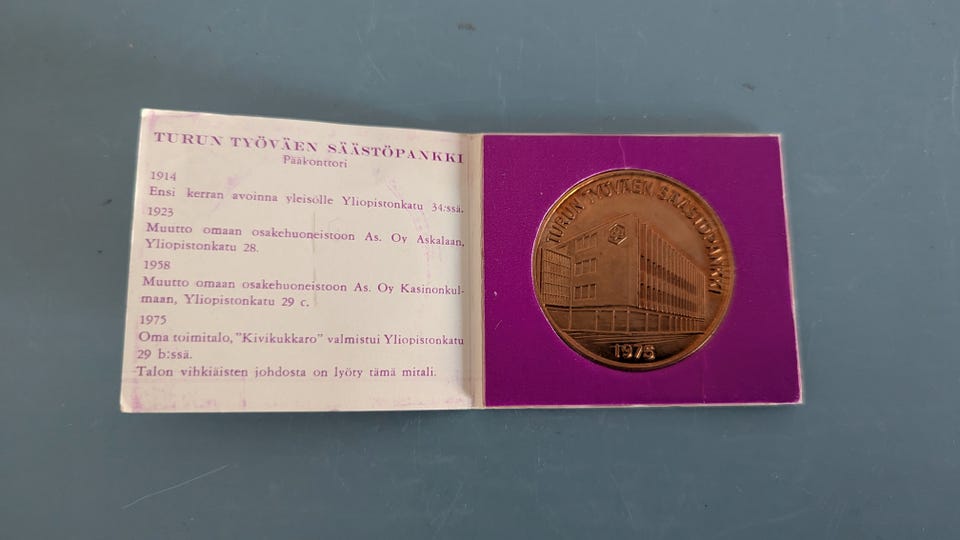 TURUN TYÖVÄEN SÄÄSTÖPANKKI
Pääkonttori
1914
Ensi kerran avoinna yleisölle Yliopistonkatu 34:ssä.
1923
Muutto omaan osakehuoneistoon As. Oy Askalaan,
Yliopistonkatu 28.
1958
Muutto omaan osakehuoneistoon As. Oy Kasinonkul-
maan, Yliopistonkatu 29 c.
1975
Oma toimitalo, "Kivikukkaro" valmistui Yliopistonkatu
29 b:ssä.
Talon vihkiäisten johdosta on lyöty tämä mitali.
TURUN TYÖVÄEN SÄÄSTÖPANKKI
1975